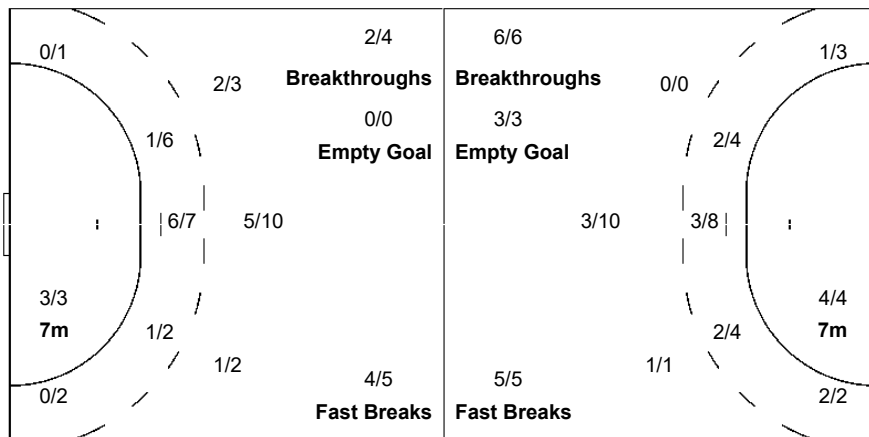 2/4 6/6
0/1 1/3
Breakthroughs Breakthroughs
2/3 0/0
0/0 3/3
1/6 2/4
Empty Goal Empty Goal
6/7 5/10 3/10 3/8
3/3 4/4
7m 7m
1/2 2/4
1/2 1/1
4/5 5/5
0/2 2/2
Fast Breaks Fast Breaks